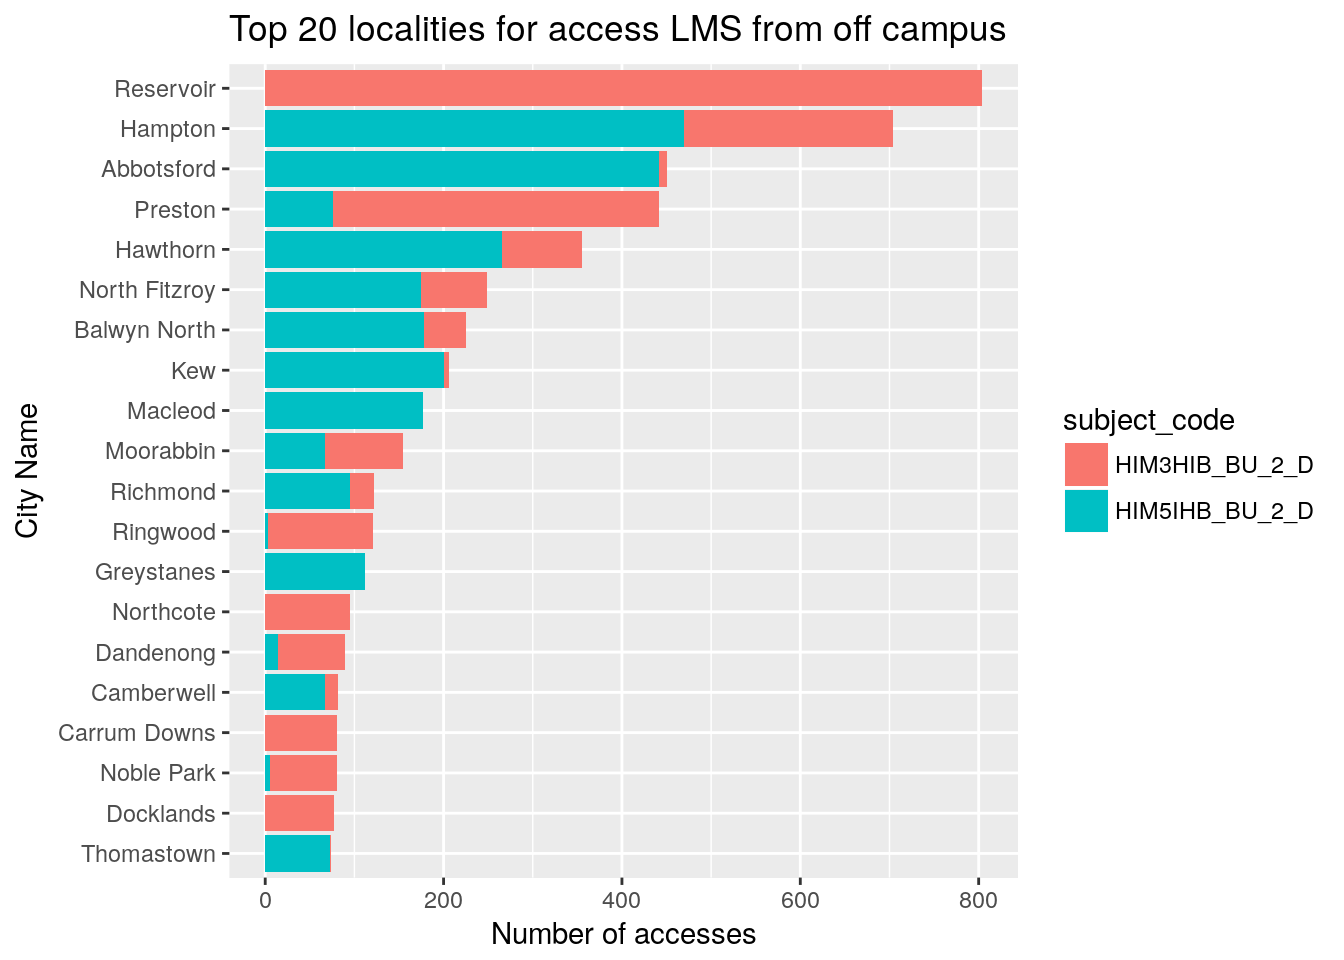 Top 20 localities for access LMS from off campus
City Name
Reservoir
Hampton
Abbotsford
Preston
Hawthorn
North Fitzroy
Balwyn North
Kew
Macleod
Moorabbin
Richmond
Ringwood
Greystanes
Northcote
Dandenong
Camberwell
Carrum Downs
Noble Park
Docklands
Thomastown
0 200 400 600 800
Number of accesses
subject_code
HIM3HIB_BU_2_D
HIM5IHB_BU_2_D